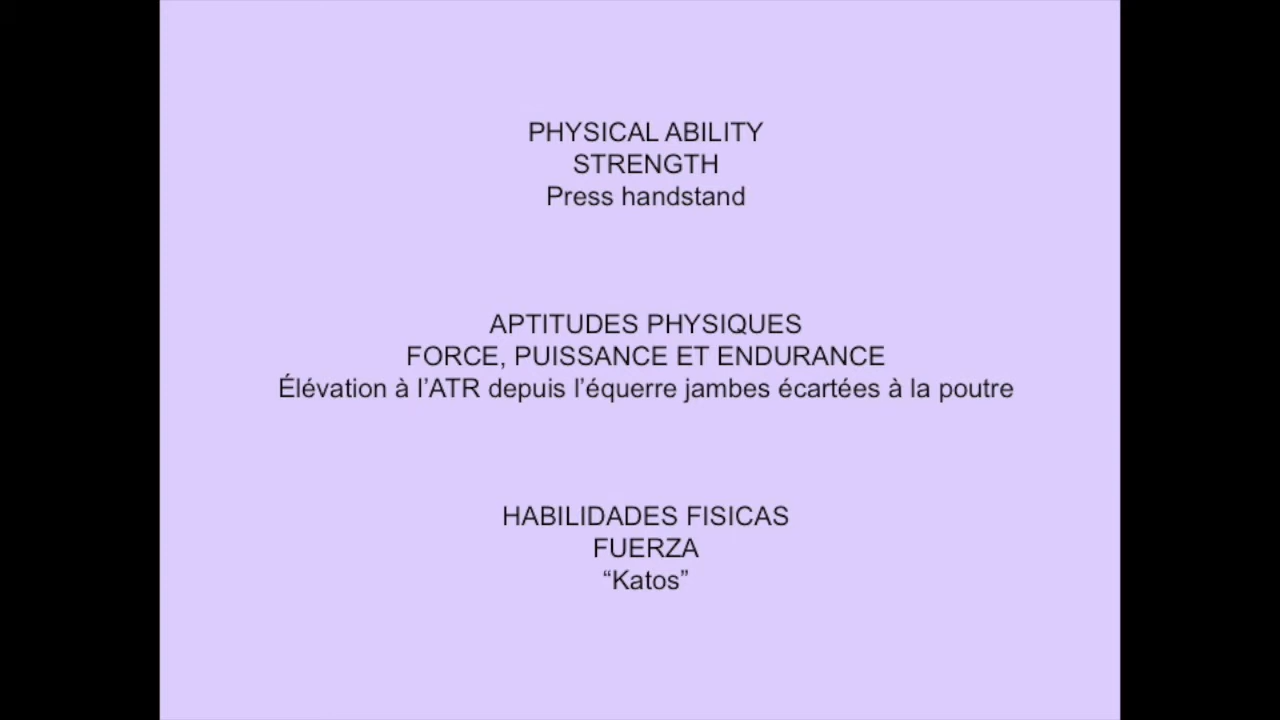 PHYSICAL ABILITY
STRENGTH
Press handstand
APTITUDES PHYSIQUES
FORCE, PUISSANCE ET ENDURANCE
Élévation à l’ATR depuis l’équerre jambes écartées à la poutre
HABILIDADES FISICAS
FUERZA
“Katos”